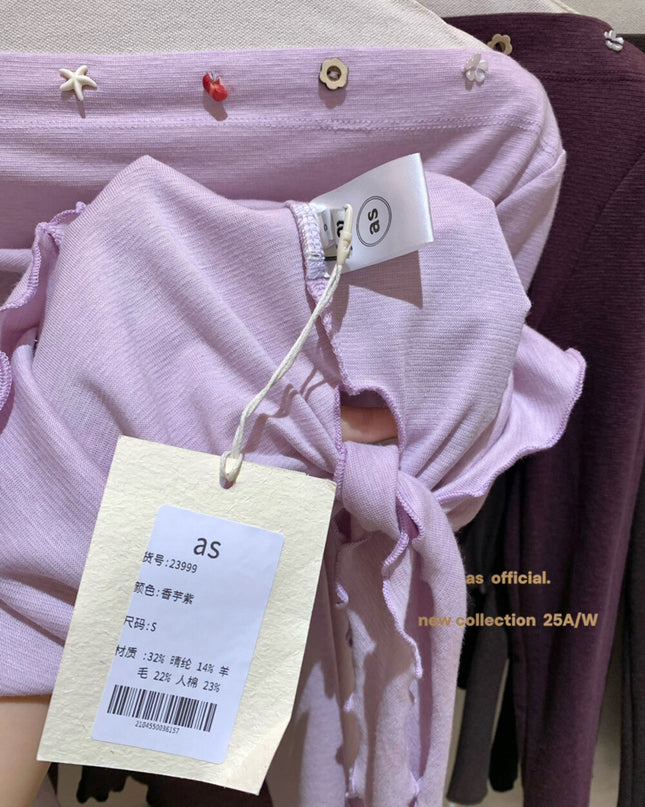 as
as
货号:23999
颜色:香芋紫
尺码:S
材质 :32% 晴纶 14% 羊
毛 22% 人棉 23%
2104550036157
as official.
new collection 25A/W